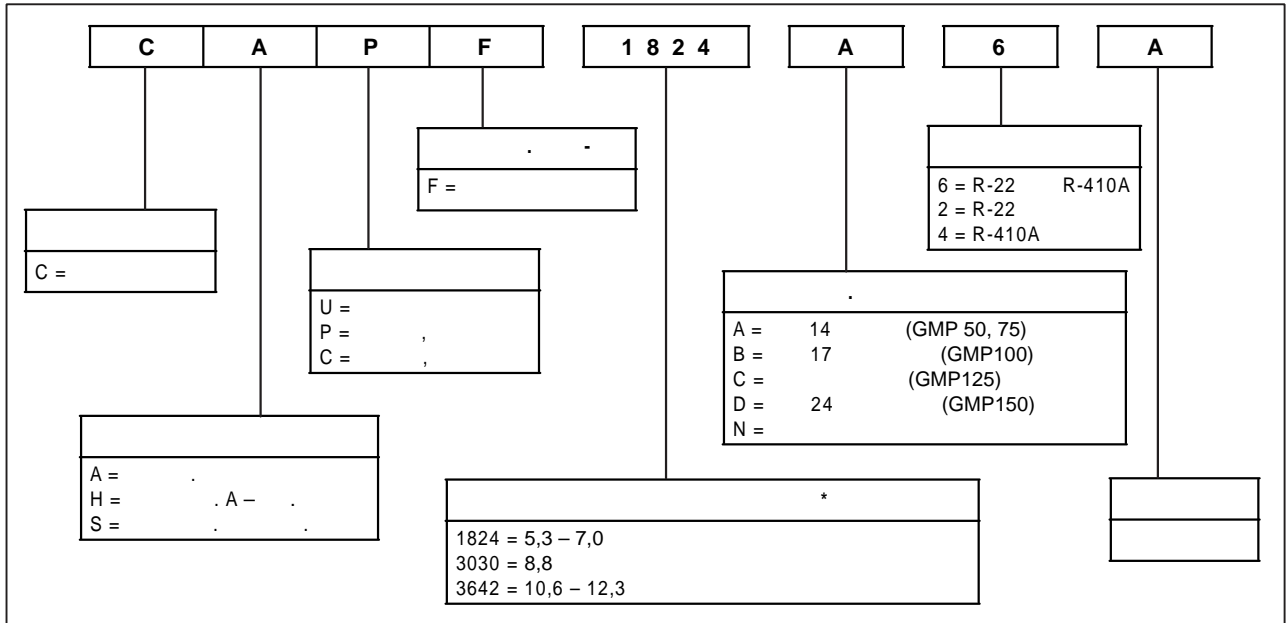 C A P F 1 8 2 4 A 6 A
. -
F =
6 = R-22 R-410A
2 = R-22
4 = R-410A
C =
U =
P = ,
C = ,
.
A = 14 (GMP 50, 75)
B = 17 (GMP100)
C = (GMP125)
D = 24 (GMP150)
N =
A = .
H = . A – .
S = . .
*
1824 = 5,3 – 7,0
3030 = 8,8
3642 = 10,6 – 12,3